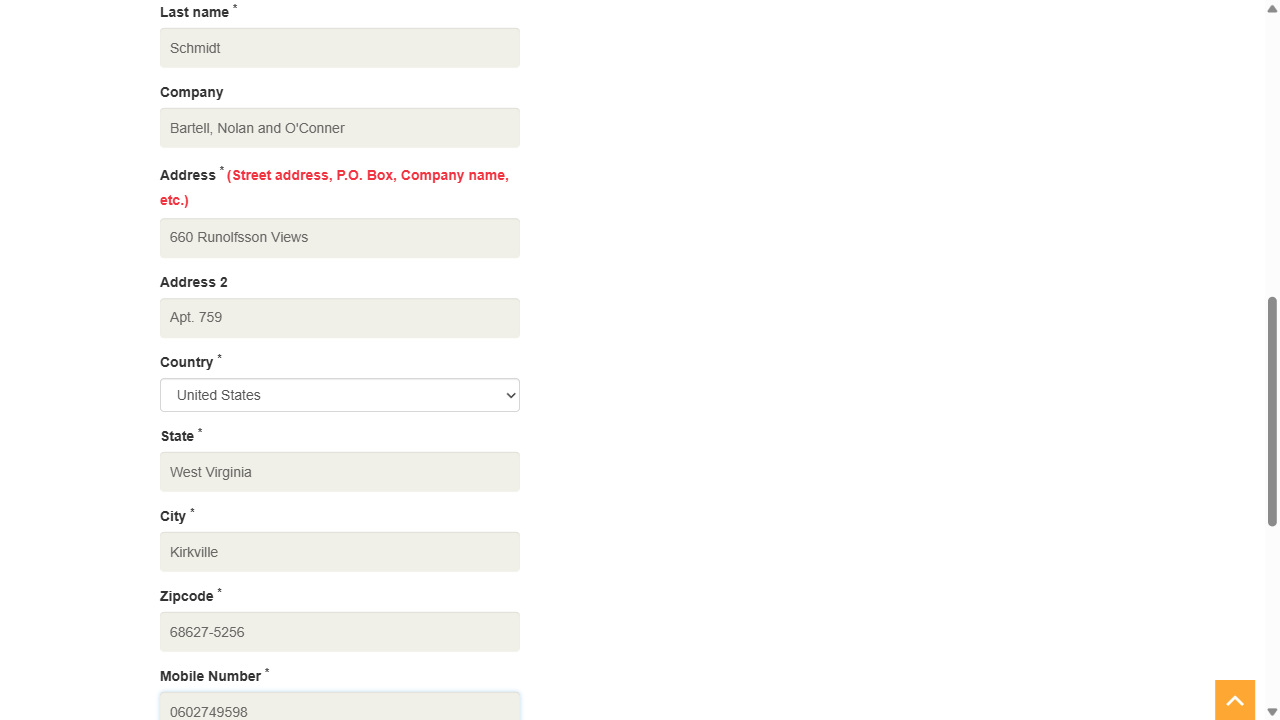 Last name *
Schmidt
Company
Bartell, Nolan and O'Conner
Address * (Street address, P.O. Box, Company name,
etc.)
660 Runolfsson Views
Address 2
Apt. 759
Country *
United States
State *
West Virginia
City *
Kirkville
Zipcode *
68627-5256
Mobile Number *
0602749598